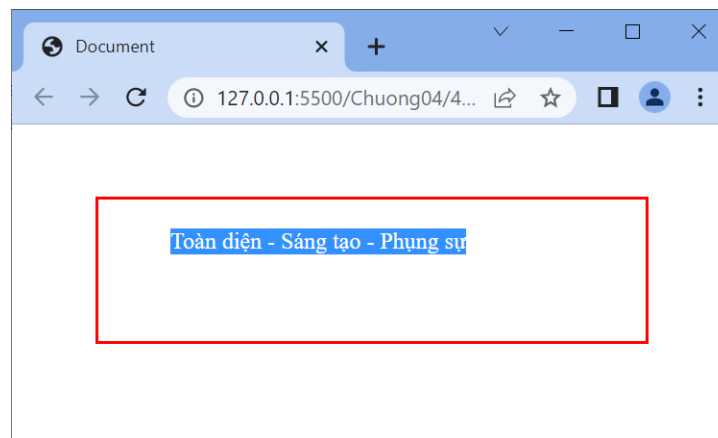 Document
127.0.0.1:5500/Chuong04/4...
Toàn diện - Sáng tạo - Phụng sự